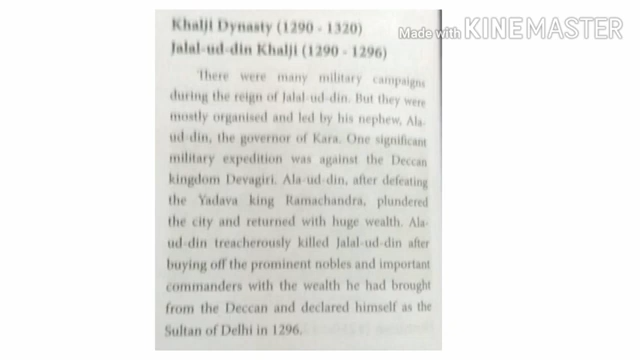 Khalji Dynasty (1290 - 1320)
Jalal-ud-din Khalji (1290 - 1296)
Made with KINEMASTER
There were many military campaigns
during the reign of Jalal-ud-din. But they were
mostly organised and led by his nephew, Ala-
ud-din, the governor of Kara. One significant
military expedition was against the Deccan
kingdom Devagiri. Ala-ud-din, after defeating
the Yadava king Ramachandra, plundered
the city and returned with huge wealth. Ala-
ud-din treacherously killed Jalal-ud-din after
buying off the prominent nobles and important
commanders with the wealth he had brought
from the Deccan and declared himself as the
Sultan of Delhi in 1296.